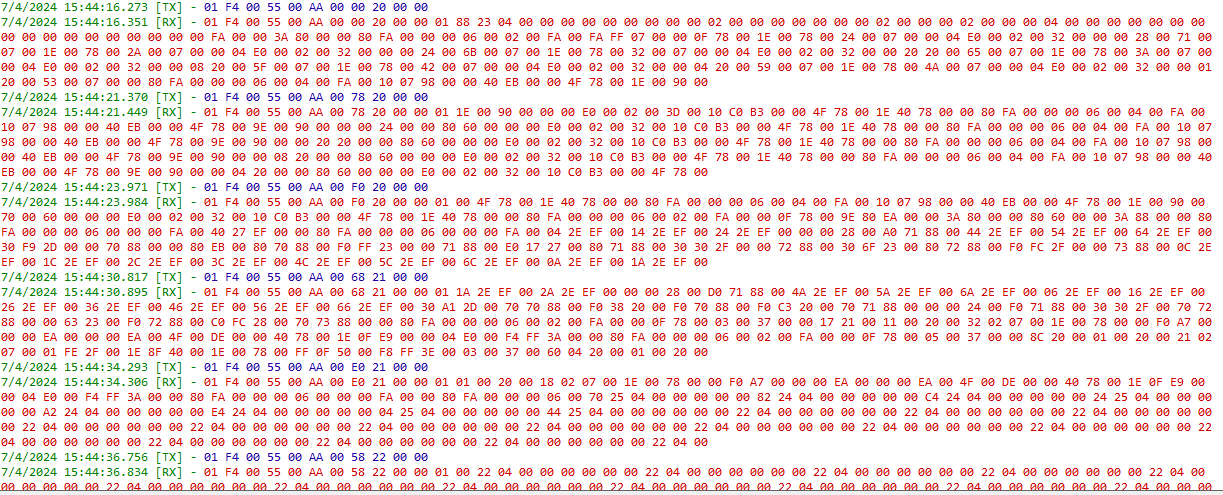 7/4/2024 15:44:16.273 [TX] - 01 F4 00 55 00 AA 00 00 20 00 00
7/4/2024 15:44:16.351 [RX] - 01 F4 00 55 00 AA 00 00 20 00 00 01 88 23 04 00 00 00 00 00 00 00 00 02 00 00 00 00 00 00 00 00 02 00 00 00 02 00 00 00 04 00 00 00 00 00 00 00
00 00 00 00 00 00 00 00 00 00 FA 00 00 3A 80 00 00 80 FA 00 00 00 06 00 02 00 FA 00 FA FF 07 00 00 0F 78 00 1E 00 78 00 24 00 07 00 00 04 E0 00 02 00 32 00 00 00 28 00 71 00
07 00 1E 00 78 00 2A 00 07 00 00 04 E0 00 02 00 32 00 00 00 24 00 6B 00 07 00 1E 00 78 00 32 00 07 00 00 04 E0 00 02 00 32 00 00 20 20 00 65 00 07 00 1E 00 78 00 3A 00 07 00
00 04 E0 00 02 00 32 00 00 08 20 00 5F 00 07 00 1E 00 78 00 42 00 07 00 00 04 E0 00 02 00 32 00 00 04 20 00 59 00 07 00 1E 00 78 00 4A 00 07 00 00 04 E0 00 02 00 32 00 00 01
20 00 53 00 07 00 00 80 FA 00 00 00 06 00 04 00 FA 00 10 07 98 00 00 40 EB 00 00 4F 78 00 1E 00 90 00
7/4/2024 15:44:21.370 [TX] - 01 F4 00 55 00 AA 00 78 20 00 00
7/4/2024 15:44:21.449 [RX] - 01 F4 00 55 00 AA 00 78 20 00 00 01 1E 00 90 00 00 00 E0 00 02 00 3D 00 10 C0 B3 00 00 4F 78 00 1E 40 78 00 00 80 FA 00 00 00 06 00 04 00 FA 00
10 07 98 00 00 40 EB 00 00 4F 78 00 9E 00 90 00 00 00 24 00 00 80 60 00 00 00 E0 00 02 00 32 00 10 C0 B3 00 00 4F 78 00 1E 40 78 00 00 80 FA 00 00 00 06 00 04 00 FA 00 10 07
98 00 00 40 EB 00 00 4F 78 00 9E 00 90 00 00 20 20 00 00 80 60 00 00 00 E0 00 02 00 32 00 10 C0 B3 00 00 4F 78 00 1E 40 78 00 00 80 FA 00 00 00 06 00 04 00 FA 00 10 07 98 00
00 40 EB 00 00 4F 78 00 9E 00 90 00 00 08 20 00 00 80 60 00 00 00 E0 00 02 00 32 00 10 C0 B3 00 00 4F 78 00 1E 40 78 00 00 80 FA 00 00 00 06 00 04 00 FA 00 10 07 98 00 00 40
EB 00 00 4F 78 00 9E 00 90 00 00 04 20 00 00 80 60 00 00 00 E0 00 02 00 32 00 10 C0 B3 00 00 4F 78 00
7/4/2024 15:44:23.971 [TX] - 01 F4 00 55 00 AA 00 F0 20 00 00
7/4/2024 15:44:23.984 [RX] - 01 F4 00 55 00 AA 00 F0 20 00 00 01 00 4F 78 00 1E 40 78 00 00 80 FA 00 00 00 06 00 04 00 FA 00 10 07 98 00 00 40 EB 00 00 4F 78 00 1E 00 90 00
70 00 60 00 00 00 E0 00 02 00 32 00 10 C0 B3 00 00 4F 78 00 1E 40 78 00 00 80 FA 00 00 00 06 00 02 00 FA 00 00 0F 78 00 9E 80 EA 00 00 3A 80 00 00 80 60 00 00 3A 88 00 00 80
FA 00 00 00 06 00 00 00 FA 00 40 27 EF 00 00 80 FA 00 00 00 06 00 00 00 FA 00 04 2E EF 00 14 2E EF 00 24 2E EF 00 00 00 28 00 A0 71 88 00 44 2E EF 00 54 2E EF 00 64 2E EF 00
30 F9 2D 00 00 70 88 00 00 80 EB 00 80 70 88 00 F0 FF 23 00 00 71 88 00 E0 17 27 00 80 71 88 00 30 30 2F 00 00 72 88 00 30 6F 23 00 80 72 88 00 F0 FC 2F 00 00 73 88 00 0C 2E
EF 00 1C 2E EF 00 2C 2E EF 00 3C 2E EF 00 4C 2E EF 00 5C 2E EF 00 6C 2E EF 00 0A 2E EF 00 1A 2E EF 00
7/4/2024 15:44:30.817 [TX] - 01 F4 00 55 00 AA 00 68 21 00 00
7/4/2024 15:44:30.895 [RX] - 01 F4 00 55 00 AA 00 68 21 00 00 01 1A 2E EF 00 2A 2E EF 00 00 00 28 00 D0 71 88 00 4A 2E EF 00 5A 2E EF 00 6A 2E EF 00 06 2E EF 00 16 2E EF 00
26 2E EF 00 36 2E EF 00 46 2E EF 00 56 2E EF 00 66 2E EF 00 30 A1 2D 00 70 70 88 00 F0 38 20 00 F0 70 88 00 F0 C3 20 00 70 71 88 00 00 00 24 00 F0 71 88 00 30 30 2F 00 70 72
88 00 00 63 23 00 F0 72 88 00 C0 FC 28 00 70 73 88 00 00 80 FA 00 00 00 06 00 02 00 FA 00 00 0F 78 00 03 00 37 00 00 17 21 00 11 00 20 00 32 02 07 00 1E 00 78 00 00 F0 A7 00
00 00 EA 00 00 00 EA 00 4F 00 DE 00 00 40 78 00 1E 0F E9 00 00 04 E0 00 F4 FF 3A 00 00 80 FA 00 00 00 06 00 02 00 FA 00 00 0F 78 00 05 00 37 00 00 8C 20 00 01 00 20 00 21 02
07 00 01 FE 2F 00 1E 8F 40 00 1E 00 78 00 FF 0F 50 00 F8 FF 3E 00 03 00 37 00 60 04 20 00 01 00 20 00
7/4/2024 15:44:34.293 [TX] - 01 F4 00 55 00 AA 00 E0 21 00 00
7/4/2024 15:44:34.306 [RX] - 01 F4 00 55 00 AA 00 E0 21 00 00 01 01 00 20 00 18 02 07 00 1E 00 78 00 00 F0 A7 00 00 00 EA 00 00 00 EA 00 4F 00 DE 00 00 40 78 00 1E 0F E9 00
00 04 E0 00 F4 FF 3A 00 00 80 FA 00 00 00 06 00 00 00 FA 00 00 80 FA 00 00 00 06 00 70 25 04 00 00 00 00 00 82 24 04 00 00 00 00 00 C4 24 04 00 00 00 00 00 24 25 04 00 00 00
00 00 A2 24 04 00 00 00 00 00 E4 24 04 00 00 00 00 00 04 25 04 00 00 00 00 00 44 25 04 00 00 00 00 00 22 04 00 00 00 00 00 00 22 04 00 00 00 00 00 00 22 04 00 00 00 00 00
00 22 04 00 00 00 00 00 22 04 00 00 00 00 00 00 22 04 00 00 00 00 00 00 22 04 00 00 00 00 00 00 22 04 00 00 00 00 00 00 22 04 00 00 00 00 00 00 22 04 00 00 00 00 00 00 22
04 00 00 00 00 00 00 22 04 00 00 00 00 00 00 22 04 00 00 00 00 00 00 22 04 00 00 00 00 00 00 22 04 00
7/4/2024 15:44:36.756 [TX] - 01 F4 00 55 00 AA 00 58 22 00 00
7/4/2024 15:44:36.834 [RX] - 01 F4 00 55 00 AA 00 58 22 00 00 01 00 22 04 00 00 00 00 00 00 22 04 00 00 00 00 00 00 22 04 00 00 00 00 00 00 22 04 00 00 00 00 00 00 22 04 00
00 00 00 00 00 22 04 00 00 00 00 00 00 22 04 00 00 00 00 00 00 22 04 00 00 00 00 00 00 22 04 00 00 00 00 00 00 22 04 00 00 00 00 00 00 22 04 00 00 00 00 00 00 22 04 00 00 00